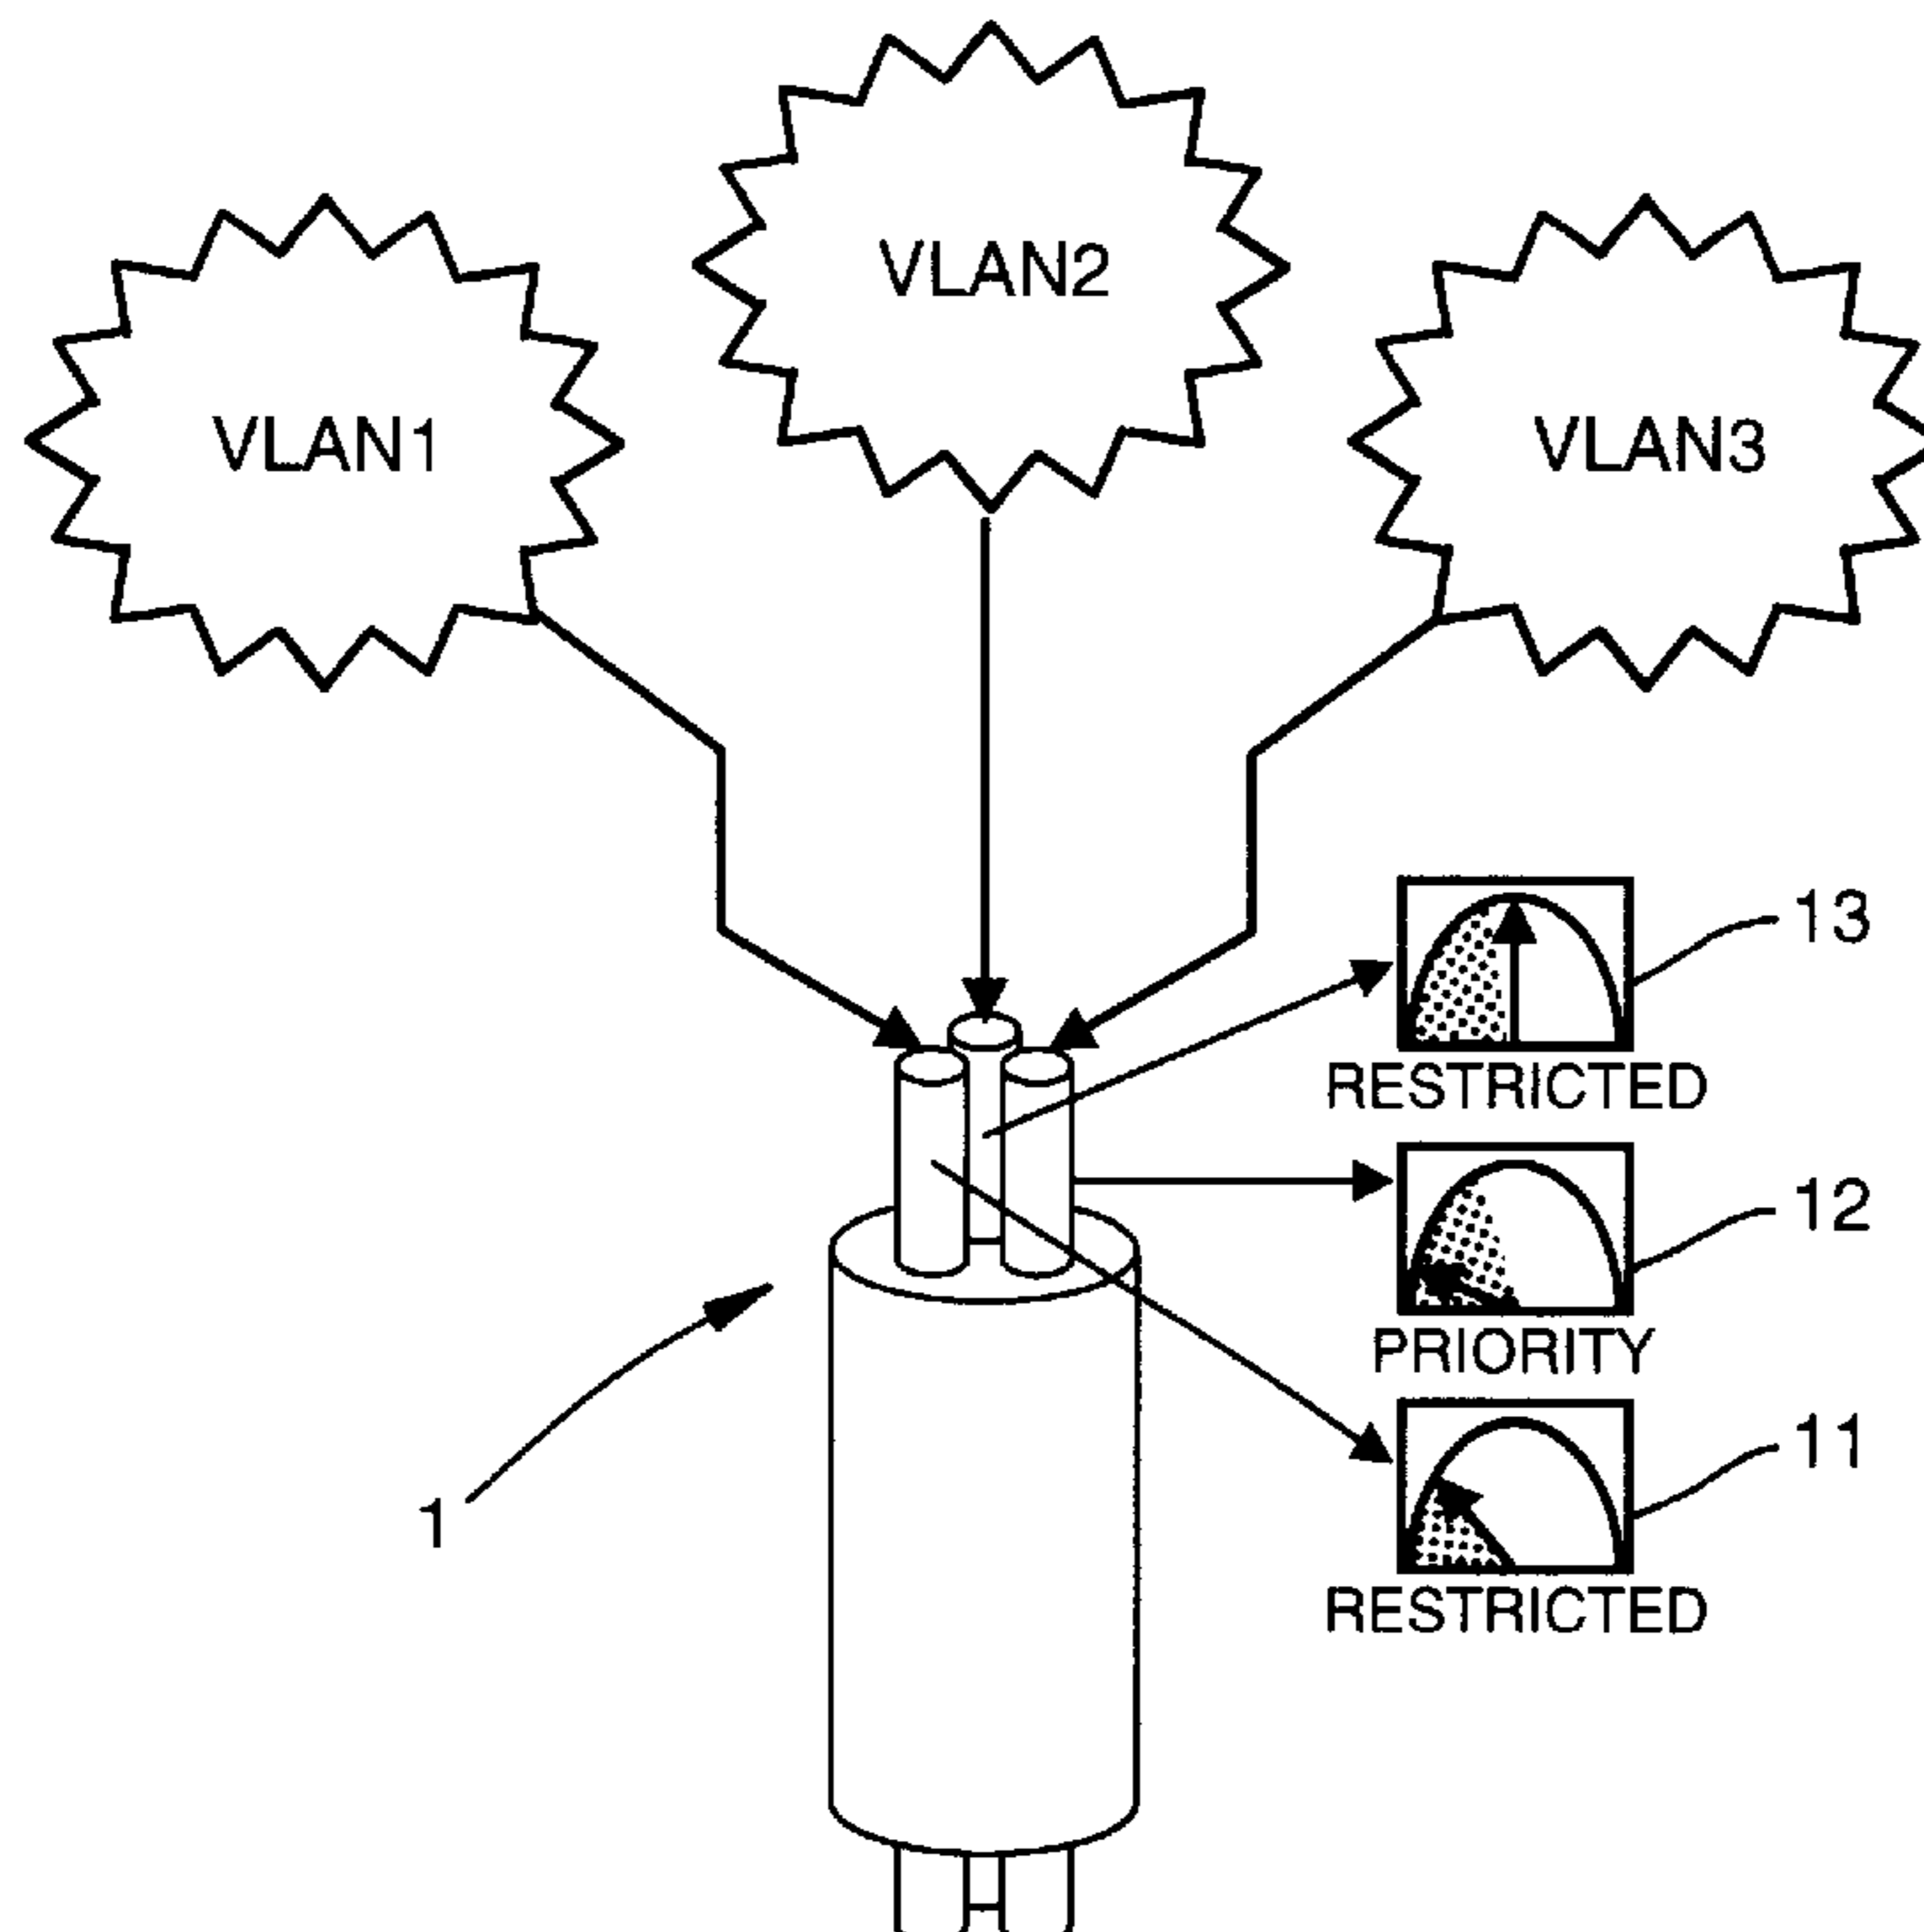 VLAN2
VLAN1
VLAN3
13
RESTRICTED
12
PRIORITY
11
1
RESTRICTED